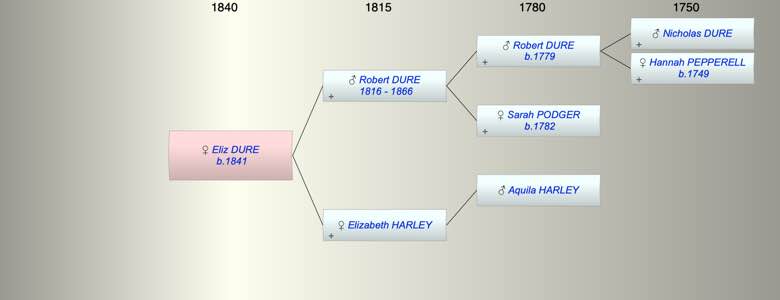 1840 1815 1780 1750
♂ Nicholas DURE
+
♂ Robert DURE
b.1779
+
♀ Hannah PEPPERELL
b.1749
+
♂ Robert DURE
1816 - 1866
+
♀ Sarah PODGER
b.1782
+
♀ Eliz DURE
b.1841
♂ Aquila HARLEY
♀ Elizabeth HARLEY
+